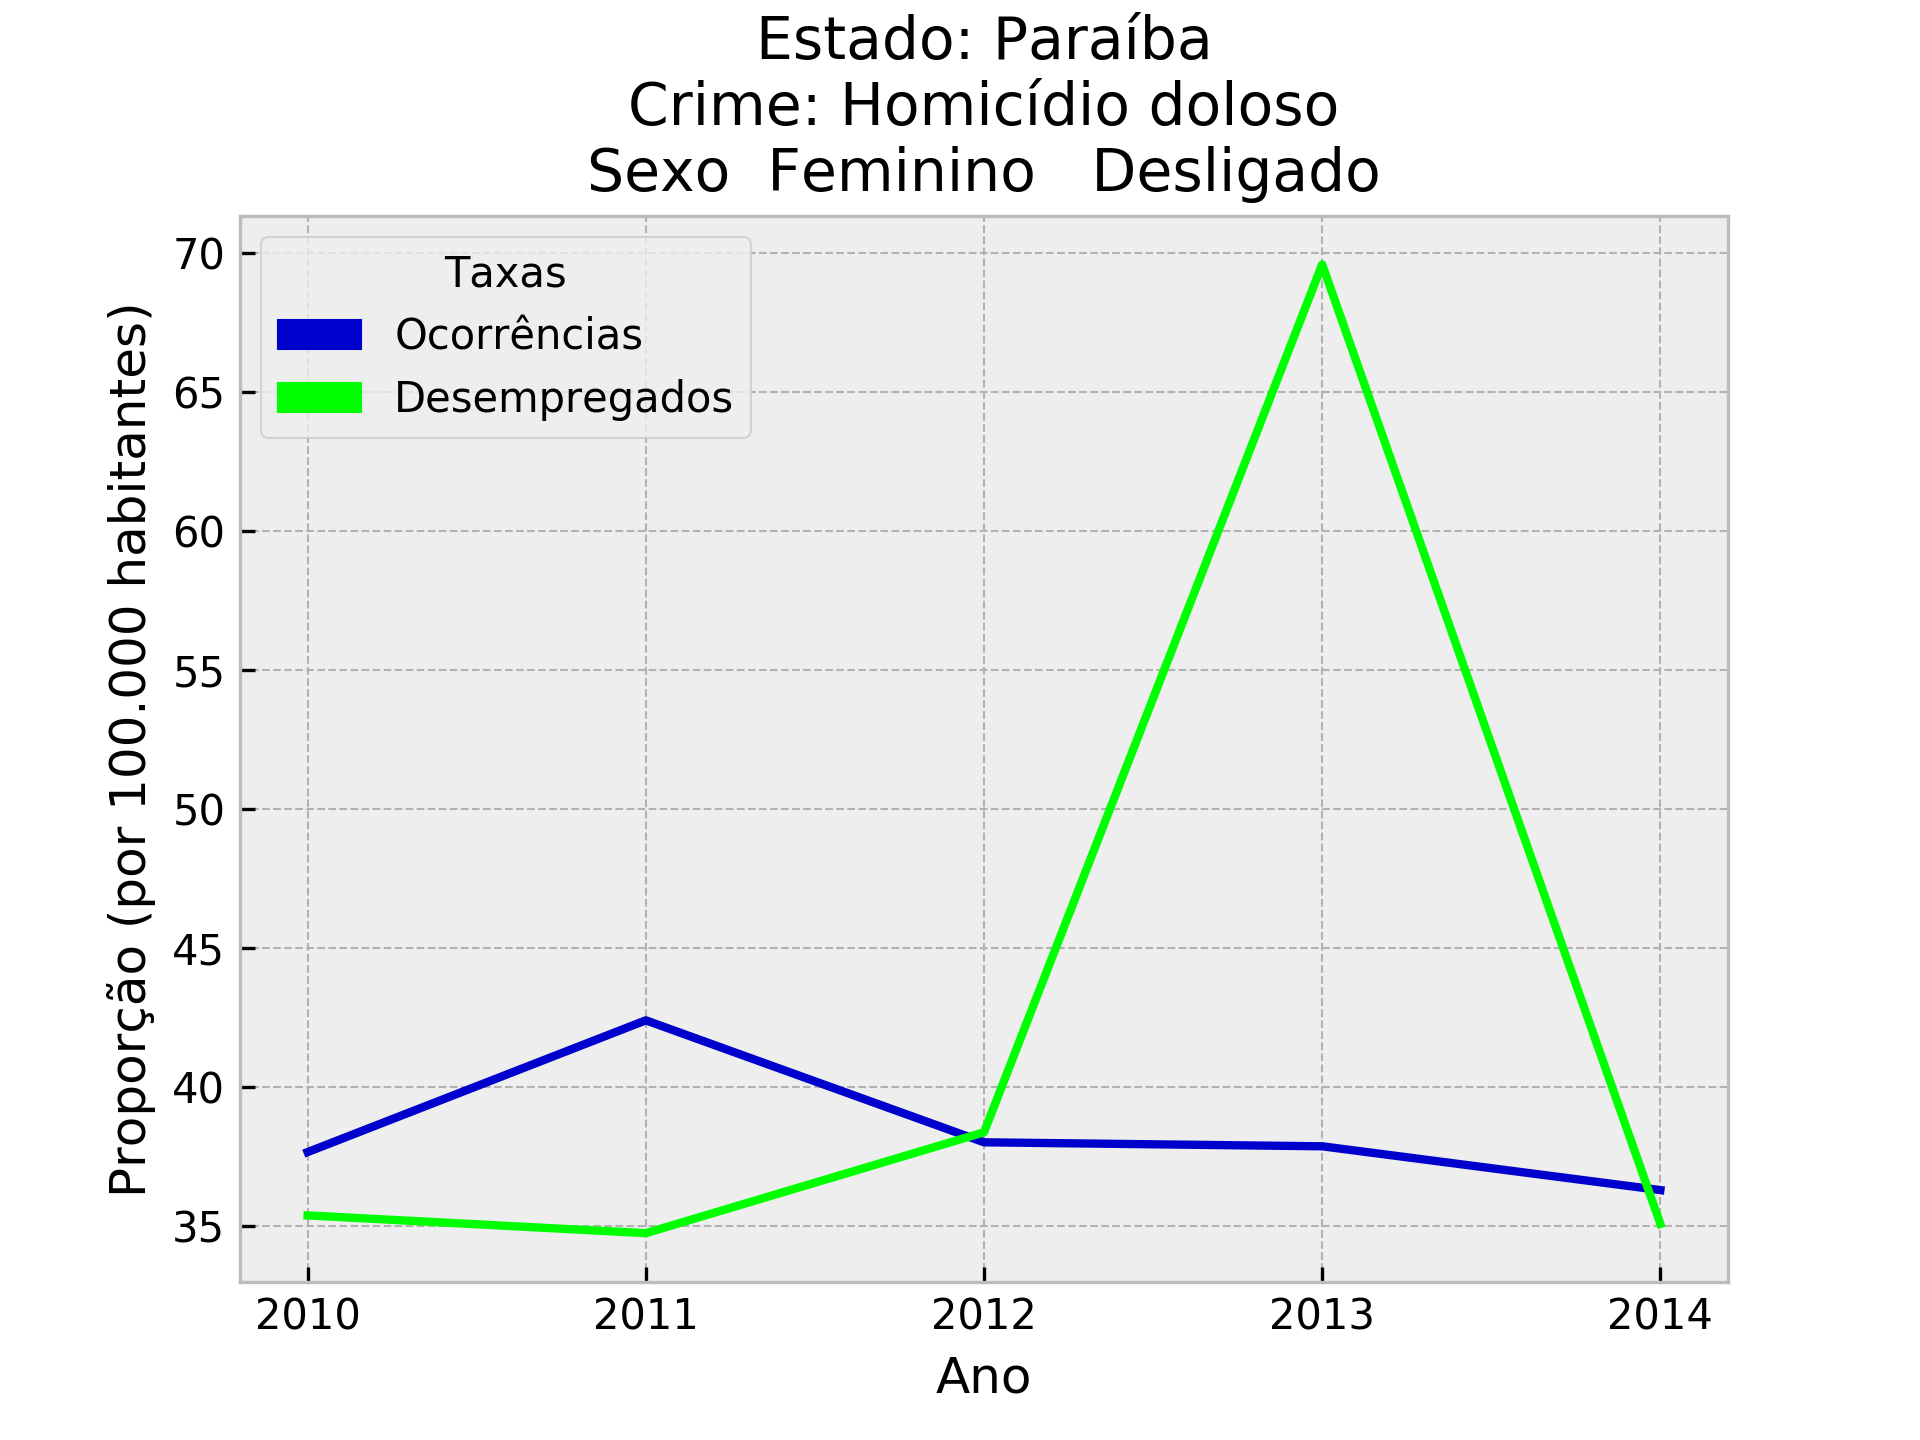 Estado: Paraíba
Crime: Homicídio doloso
Sexo  Feminino   Desligado
Proporção (por 100.000 habitantes)
70
65
60
55
50
45
40
35
Taxas
Ocorrências
Desempregados
2010 2011 2012 2013 2014
Ano